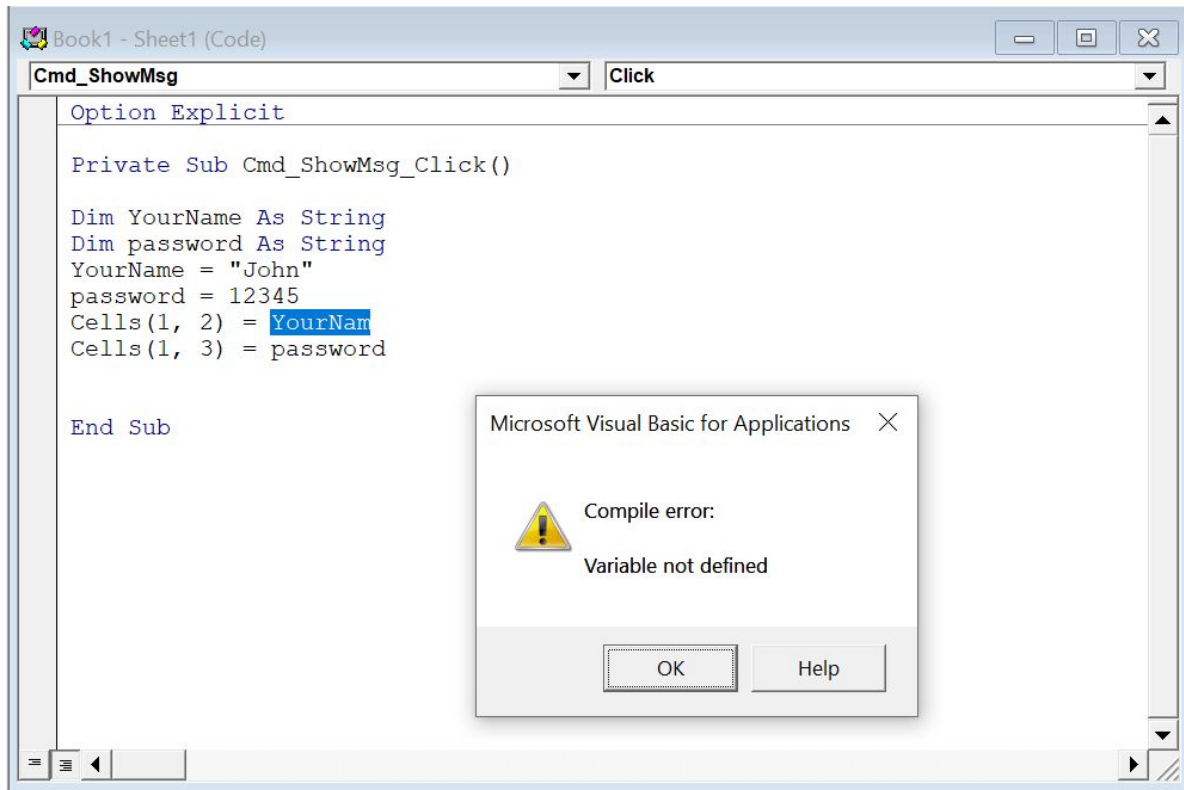 Book1 - Sheet1 (Code)
Cmd_ShowMsg Click
Option Explicit
Private Sub Cmd_ShowMsg_Click()
Dim YourName As String
Dim password As String
YourName = "John"
password = 12345
Cells(1, 2) = YourNam
Cells(1, 3) = password
End Sub
Microsoft Visual Basic for Applications
Compile error:
Variable not defined
OK Help